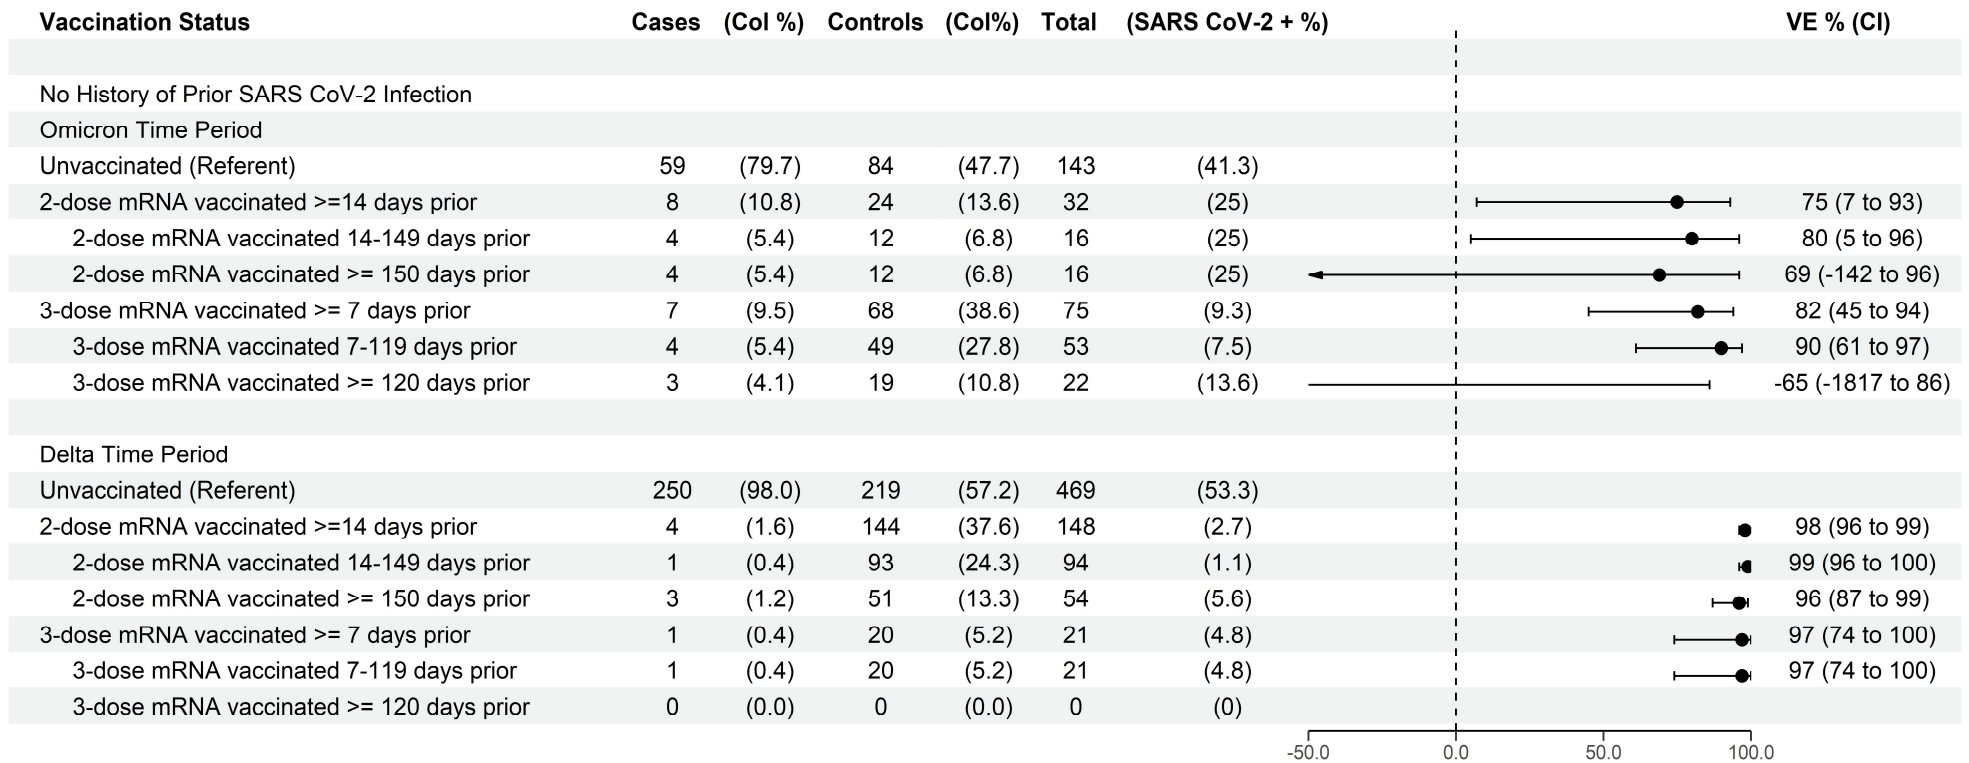 Vaccination Status Cases (Col %) Controls (Col%) Total (SARS CoV-2 + %) VE % (CI)
No History of Prior SARS CoV-2 Infection
Omicron Time Period
Unvaccinated (Referent) 59 (79.7) 84 (47.7) 143 (41.3)
2-dose mRNA vaccinated >=14 days prior 8 (10.8) 24 (13.6) 32 (25) 75 (7 to 93)
2-dose mRNA vaccinated 14-149 days prior 4 (5.4) 12 (6.8) 16 (25) 80 (5 to 96)
2-dose mRNA vaccinated >= 150 days prior 4 (5.4) 12 (6.8) 16 (25) 69 (-142 to 96)
3-dose mRNA vaccinated >= 7 days prior 7 (9.5) 68 (38.6) 75 (9.3) 82 (45 to 94)
3-dose mRNA vaccinated 7-119 days prior 4 (5.4) 49 (27.8) 53 (7.5) 90 (61 to 97)
3-dose mRNA vaccinated >= 120 days prior 3 (4.1) 19 (10.8) 22 (13.6) -65 (-1817 to 86)
Delta Time Period
Unvaccinated (Referent) 250 (98.0) 219 (57.2) 469 (53.3)
2-dose mRNA vaccinated >=14 days prior 4 (1.6) 144 (37.6) 148 (2.7) 98 (96 to 99)
2-dose mRNA vaccinated 14-149 days prior 1 (0.4) 93 (24.3) 94 (1.1) 99 (96 to 100)
2-dose mRNA vaccinated >= 150 days prior 3 (1.2) 51 (13.3) 54 (5.6) 96 (87 to 99)
3-dose mRNA vaccinated >= 7 days prior 1 (0.4) 20 (5.2) 21 (4.8) 97 (74 to 100)
3-dose mRNA vaccinated 7-119 days prior 1 (0.4) 20 (5.2) 21 (4.8) 97 (74 to 100)
3-dose mRNA vaccinated >= 120 days prior 0 (0.0) 0 (0.0) 0 (0)
-50.0 0.0 50.0 100.0